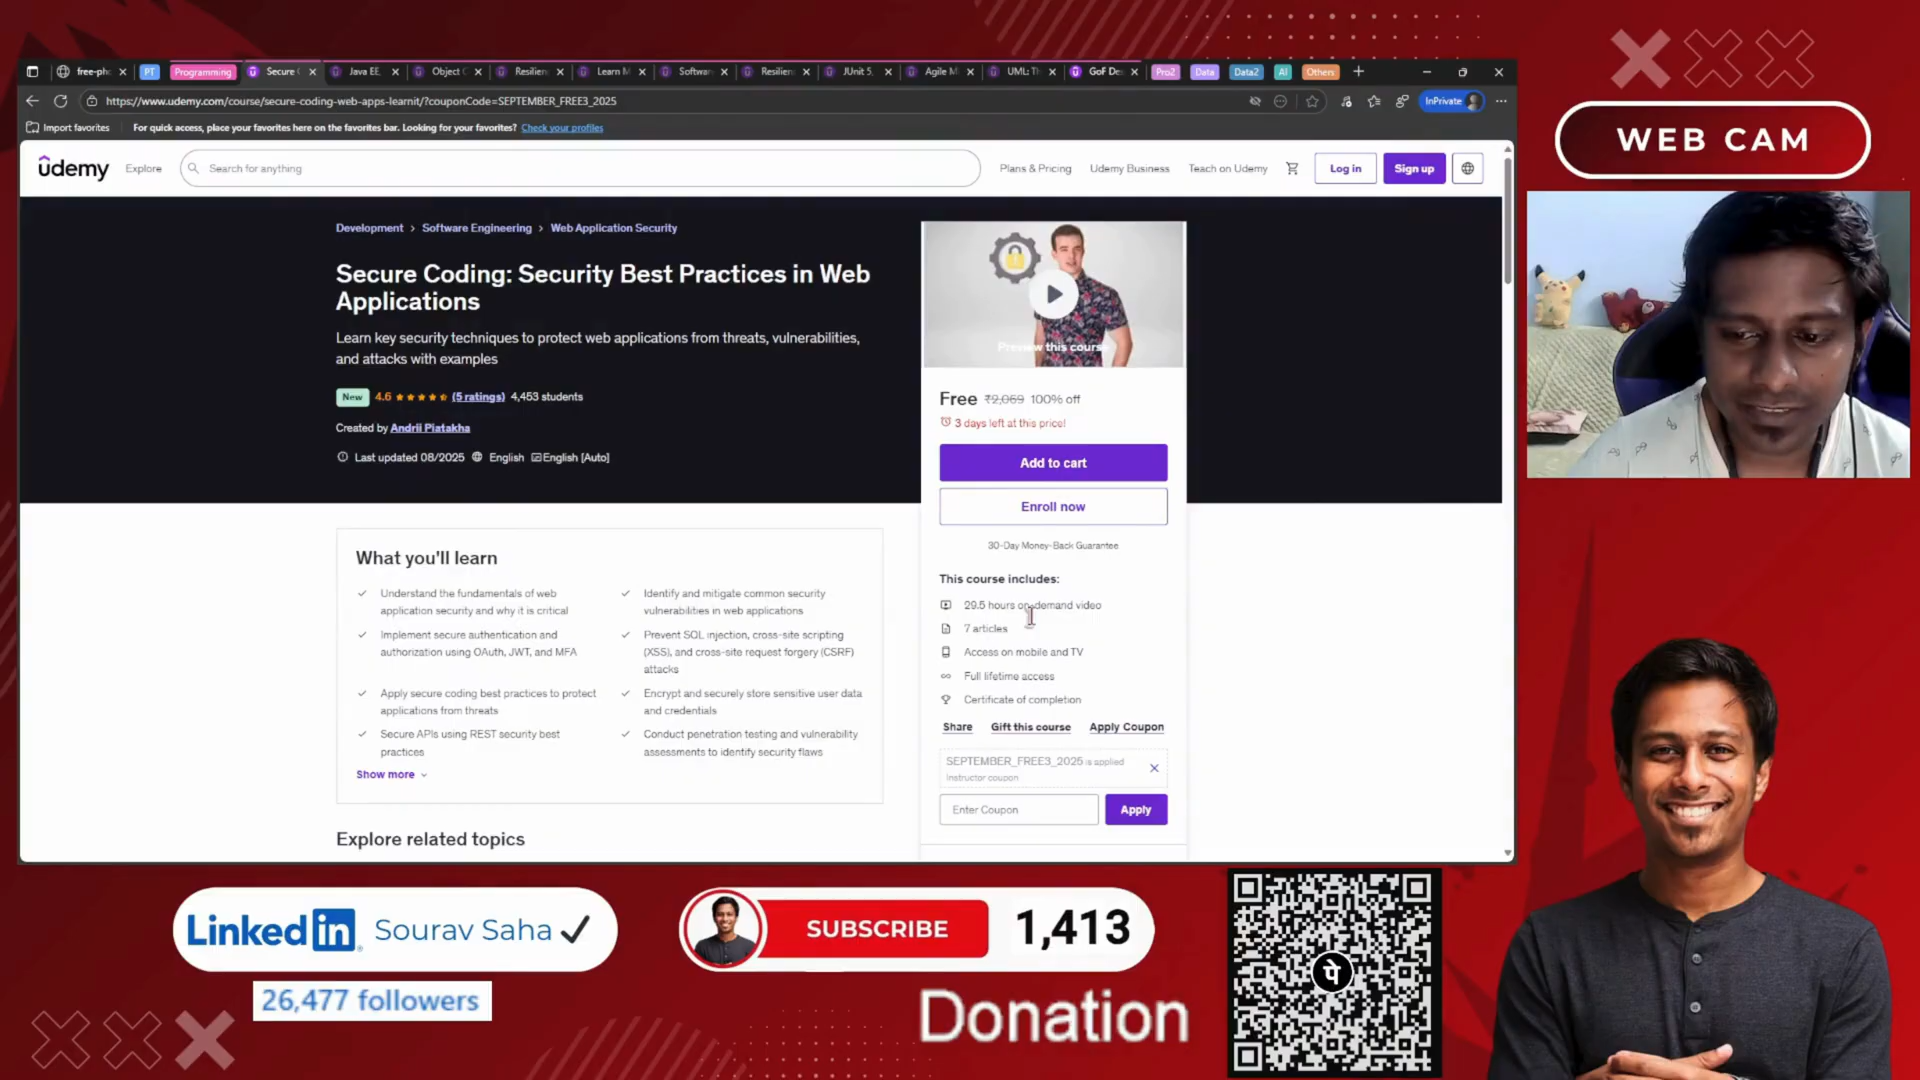 free-ph
PT
Programming
Secure
Java EE,
Object
Resilien
Learn M
Softwar
Resilien
JUnit 5,
Agile M
UML: Th
GoF De
Pro2
Data
Data2
AI
Others
https://www.udemy.com/course/secure-coding-web-apps-learnit/?couponCode=SEPTEMBER_FREE3_2025
InPrivate
Import favorites
For quick access, place your favorites here on the favorites bar. Looking for your favorites? Check your profiles
WEB CAM
udemy
Explore
Search for anything
Plans & Pricing
Udemy Business
Teach on Udemy
Log in
Sign up
Development > Software Engineering > Web Application Security
Secure Coding: Security Best Practices in Web
Applications
Learn key security techniques to protect web applications from threats, vulnerabilities,
and attacks with examples
New 4.6 (5 ratings) 4,453 students
Created by Andrii Piatakha
Last updated 08/2025 English English [Auto]
Preview this course
Free ₹2,069 100% off
3 days left at this price!
Add to cart
Enroll now
30-Day Money-Back Guarantee
This course includes:
29.5 hours on-demand video
7 articles
Access on mobile and TV
Full lifetime access
Certificate of completion
Share
Gift this course
Apply Coupon
SEPTEMBER_FREE3_2025 is applied
Instructor coupon
Enter Coupon
Apply
What you'll learn
Understand the fundamentals of web
application security and why it is critical
Identify and mitigate common security
vulnerabilities in web applications
Implement secure authentication and
authorization using OAuth, JWT, and MFA
Prevent SQL injection, cross-site scripting
(XSS), and cross-site request forgery (CSRF)
attacks
Apply secure coding best practices to protect
applications from threats
Encrypt and securely store sensitive user data
and credentials
Secure APIs using REST security best
practices
Conduct penetration testing and vulnerability
assessments to identify security flaws
Show more
Explore related topics
Linked in Sourav Saha
26,477 followers
SUBSCRIBE
1,413
Donation
पे